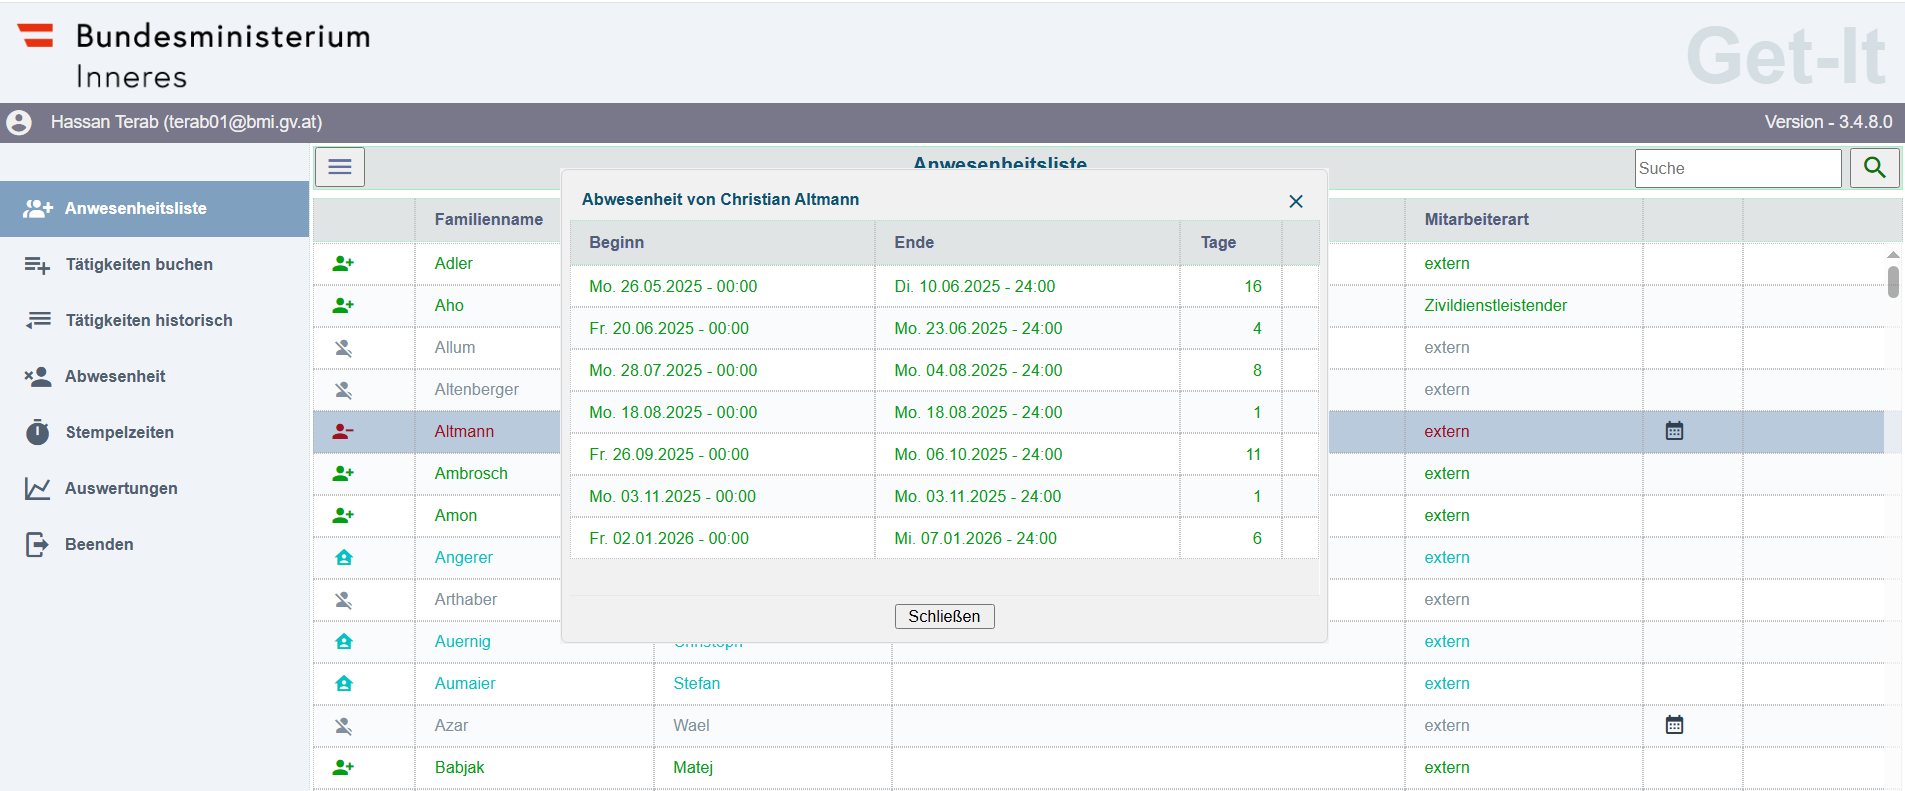 Bundesministerium
Inneres
Get-It
Hassan Terab (terab01@bmi.gv.at)
Version - 3.4.8.0
Anwesenheitsliste
Tätigkeiten buchen
Tätigkeiten historisch
Abwesenheit
Stempelzeiten
Auswertungen
Beenden
Anwesenheitsliste
Suche
Familienname Mitarbeiterart
Adler extern
Aho Zivildienstleistender
Allum extern
Altenberger extern
Altmann extern
Ambrosch extern
Amon extern
Angerer extern
Arthaber extern
Auernig Christoph extern
Aumaier Stefan extern
Azar Wael extern
Babjak Matej extern
Abwesenheit von Christian Altmann
Beginn Ende Tage
Mo. 26.05.2025 - 00:00 Di. 10.06.2025 - 24:00 16
Fr. 20.06.2025 - 00:00 Mo. 23.06.2025 - 24:00 4
Mo. 28.07.2025 - 00:00 Mo. 04.08.2025 - 24:00 8
Mo. 18.08.2025 - 00:00 Mo. 18.08.2025 - 24:00 1
Fr. 26.09.2025 - 00:00 Mo. 06.10.2025 - 24:00 11
Mo. 03.11.2025 - 00:00 Mo. 03.11.2025 - 24:00 1
Fr. 02.01.2026 - 00:00 Mi. 07.01.2026 - 24:00 6
Schließen